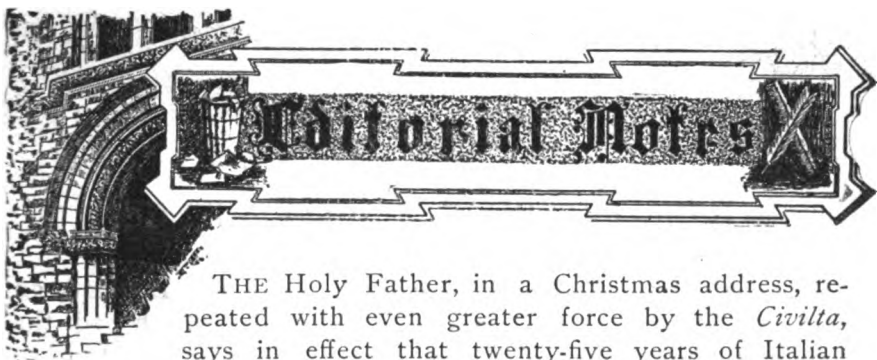 Editorial Notes
THE Holy Father, in a Christmas address, re-
peated with even greater force by the Civilta,
says in effect that twenty-five years of Italian